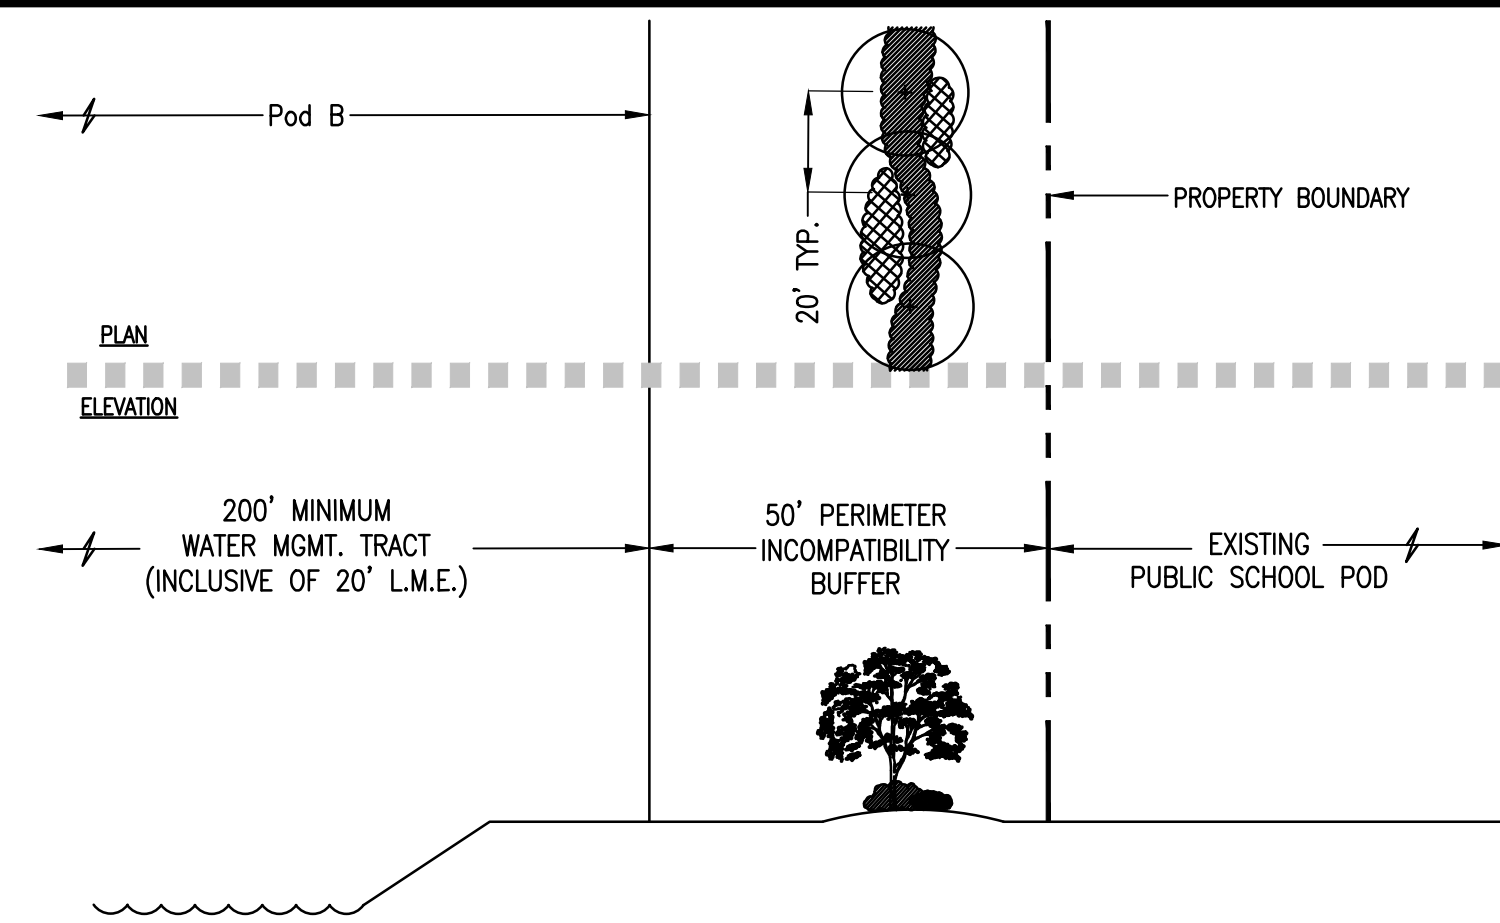 Pod B
PROPERTY BOUNDARY
20' TYP.
PLAN
ELEVATION
200' MINIMUM
WATER MGMT. TRACT
(INCLUSIVE OF 20' L.M.E.)
50' PERIMETER
INCOMPATIBILITY
BUFFER
EXISTING
PUBLIC SCHOOL POD